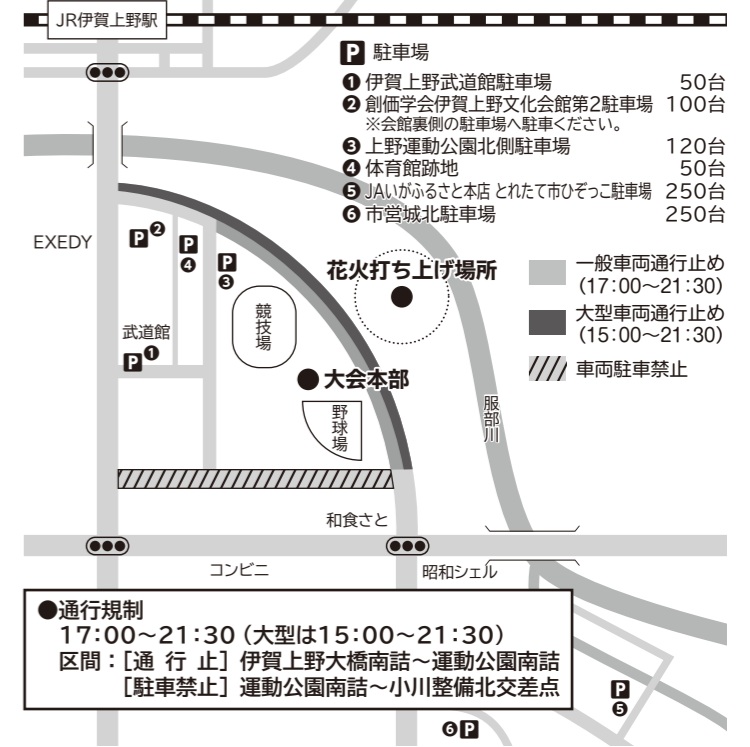 JR伊賀上野駅
P 駐車場
❶伊賀上野武道館駐車場 50台
❷創価学会伊賀上野文化会館第2駐車場 100台
※会館裏側の駐車場へ駐車ください。
❸上野運動公園北側駐車場 120台
❹体育館跡地 50台
❺JAいがふるさと本店 とれたて市ひぞっこ駐車場 250台
❻市営城北駐車場 250台
EXEDY
P❷
P
❹
P
❸
花火打ち上げ場所
一般車両通行止め
(17:00〜21:30)
大型車両通行止め
(15:00〜21:30)
車両駐車禁止
競技場
武道館
P❶
大会本部
野球場
服部川
和食さと
コンビニ
昭和シェル
●通行規制
17:00〜21:30(大型は15:00〜21:30)
区間:[通 行 止] 伊賀上野大橋南詰〜運動公園南詰
[駐車禁止] 運動公園南詰〜小川整備北交差点
P
❺
❻P